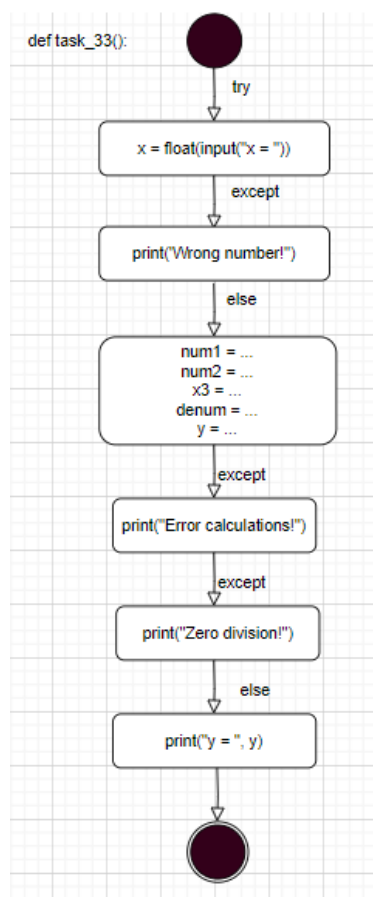 def task_33():
try
x = float(input("x = "))
except
print("Wrong number!")
else
num1 = ...
num2 = ...
x3 = ...
denum = ...
y = ...
except
print("Error calculations!")
except
print("Zero division!")
else
print("y = ", y)